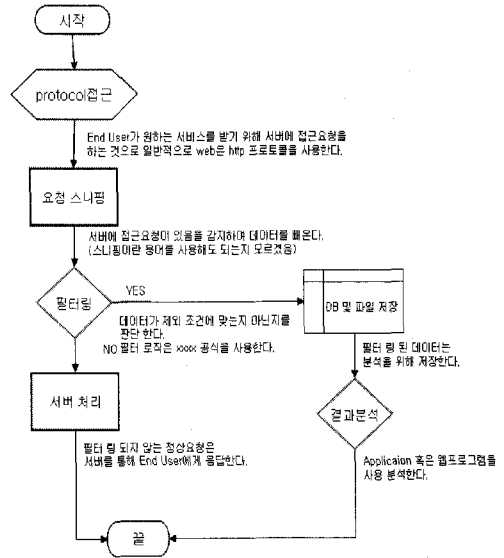 시작
protocol접근
End User가 원하는 서비스를 받기 위해 서버에 접근요청을
하는 것으로 일반적으로 web은 http 프로토콜을 사용한다.
요청 스니핑
서버에 접근요청이 있음을 감지하며 데이터를 빼온다.
(스니핑이란 용어를 사용해도 되는지 모르겠음)
필터링
YES
DB 및 파일 저장
데이터가 제외 조건에 맞는지 아닌지를
판단 한다.
NO 필터 로직은 xxxx 공식을 사용한다.
필터 링 된 데이터는
분석을 위해 저장한다.
서버 처리
결과분석
필터 링 되지 않는 정상요청은
서버를 통해 End User에게 응답한다.
Applicaion 혹은 웹프로그램을
사용 분석한다.
끝